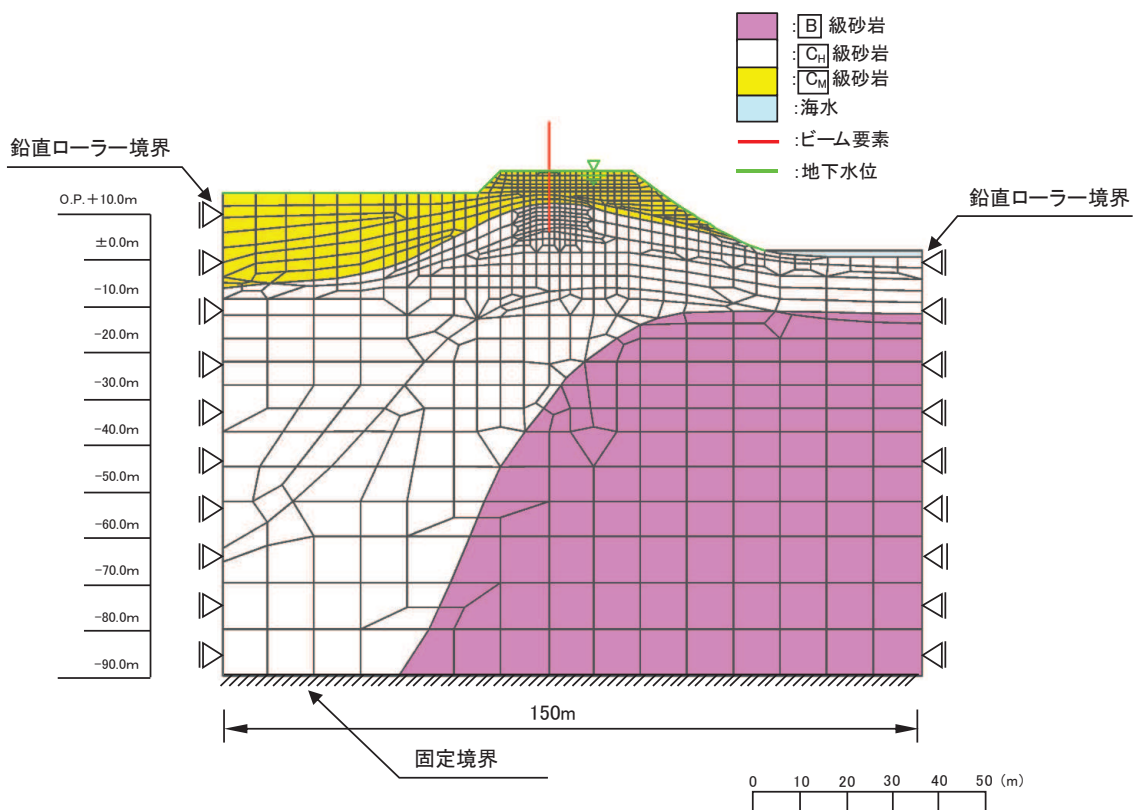 :B 級砂岩
:CH 級砂岩
:CM 級砂岩
:海水
:ビーム要素
:地下水位
鉛直ローラー境界
鉛直ローラー境界
O.P.+10.0m
±0.0m
-10.0m
-20.0m
-30.0m
-40.0m
-50.0m
-60.0m
-70.0m
-80.0m
-90.0m
150m
固定境界
0 10 20 30 40 50 (m)